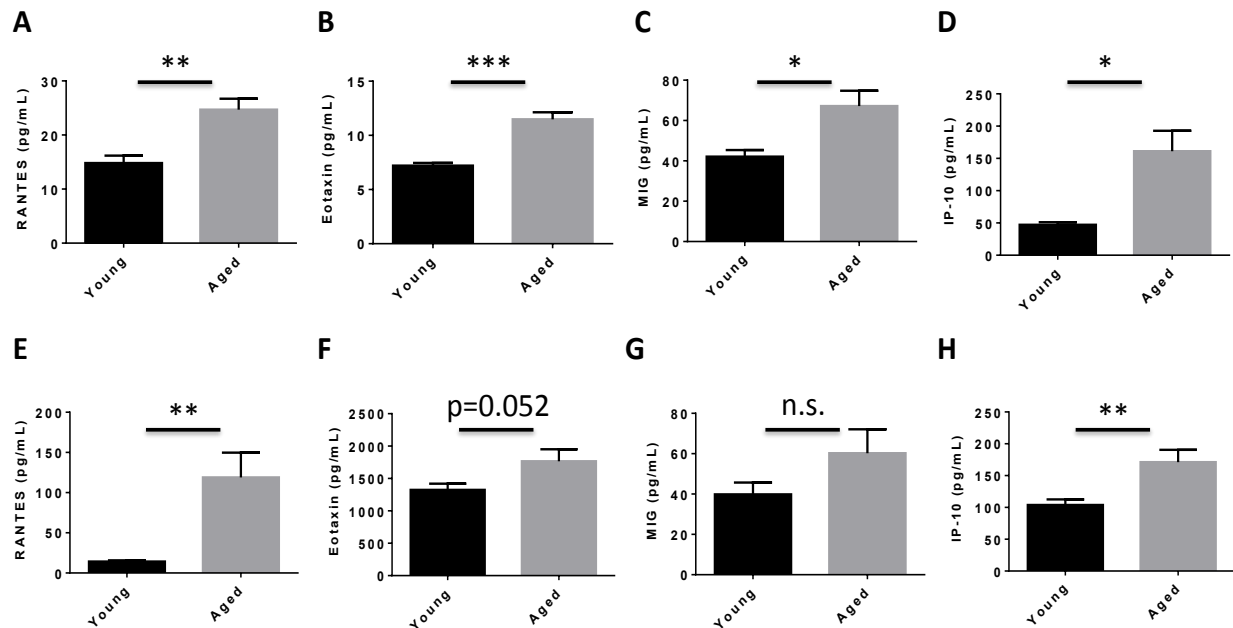 A
**
RANTES (pg/mL)
30
20
10
0
Young
Aged
B
***
Eotaxin (pg/mL)
15
10
5
0
Young
Aged
C
*
MIG (pg/mL)
80
60
40
20
0
Young
Aged
D
*
IP-10 (pg/mL)
250
200
150
100
50
0
Young
Aged
E
**
RANTES (pg/mL)
200
150
100
50
0
Young
Aged
F
p=0.052
Eotaxin (pg/mL)
2500
2000
1500
1000
500
0
Young
Aged
G
n.s.
MIG (pg/mL)
80
60
40
20
0
Young
Aged
H
**
IP-10 (pg/mL)
250
200
150
100
50
0
Young
Aged